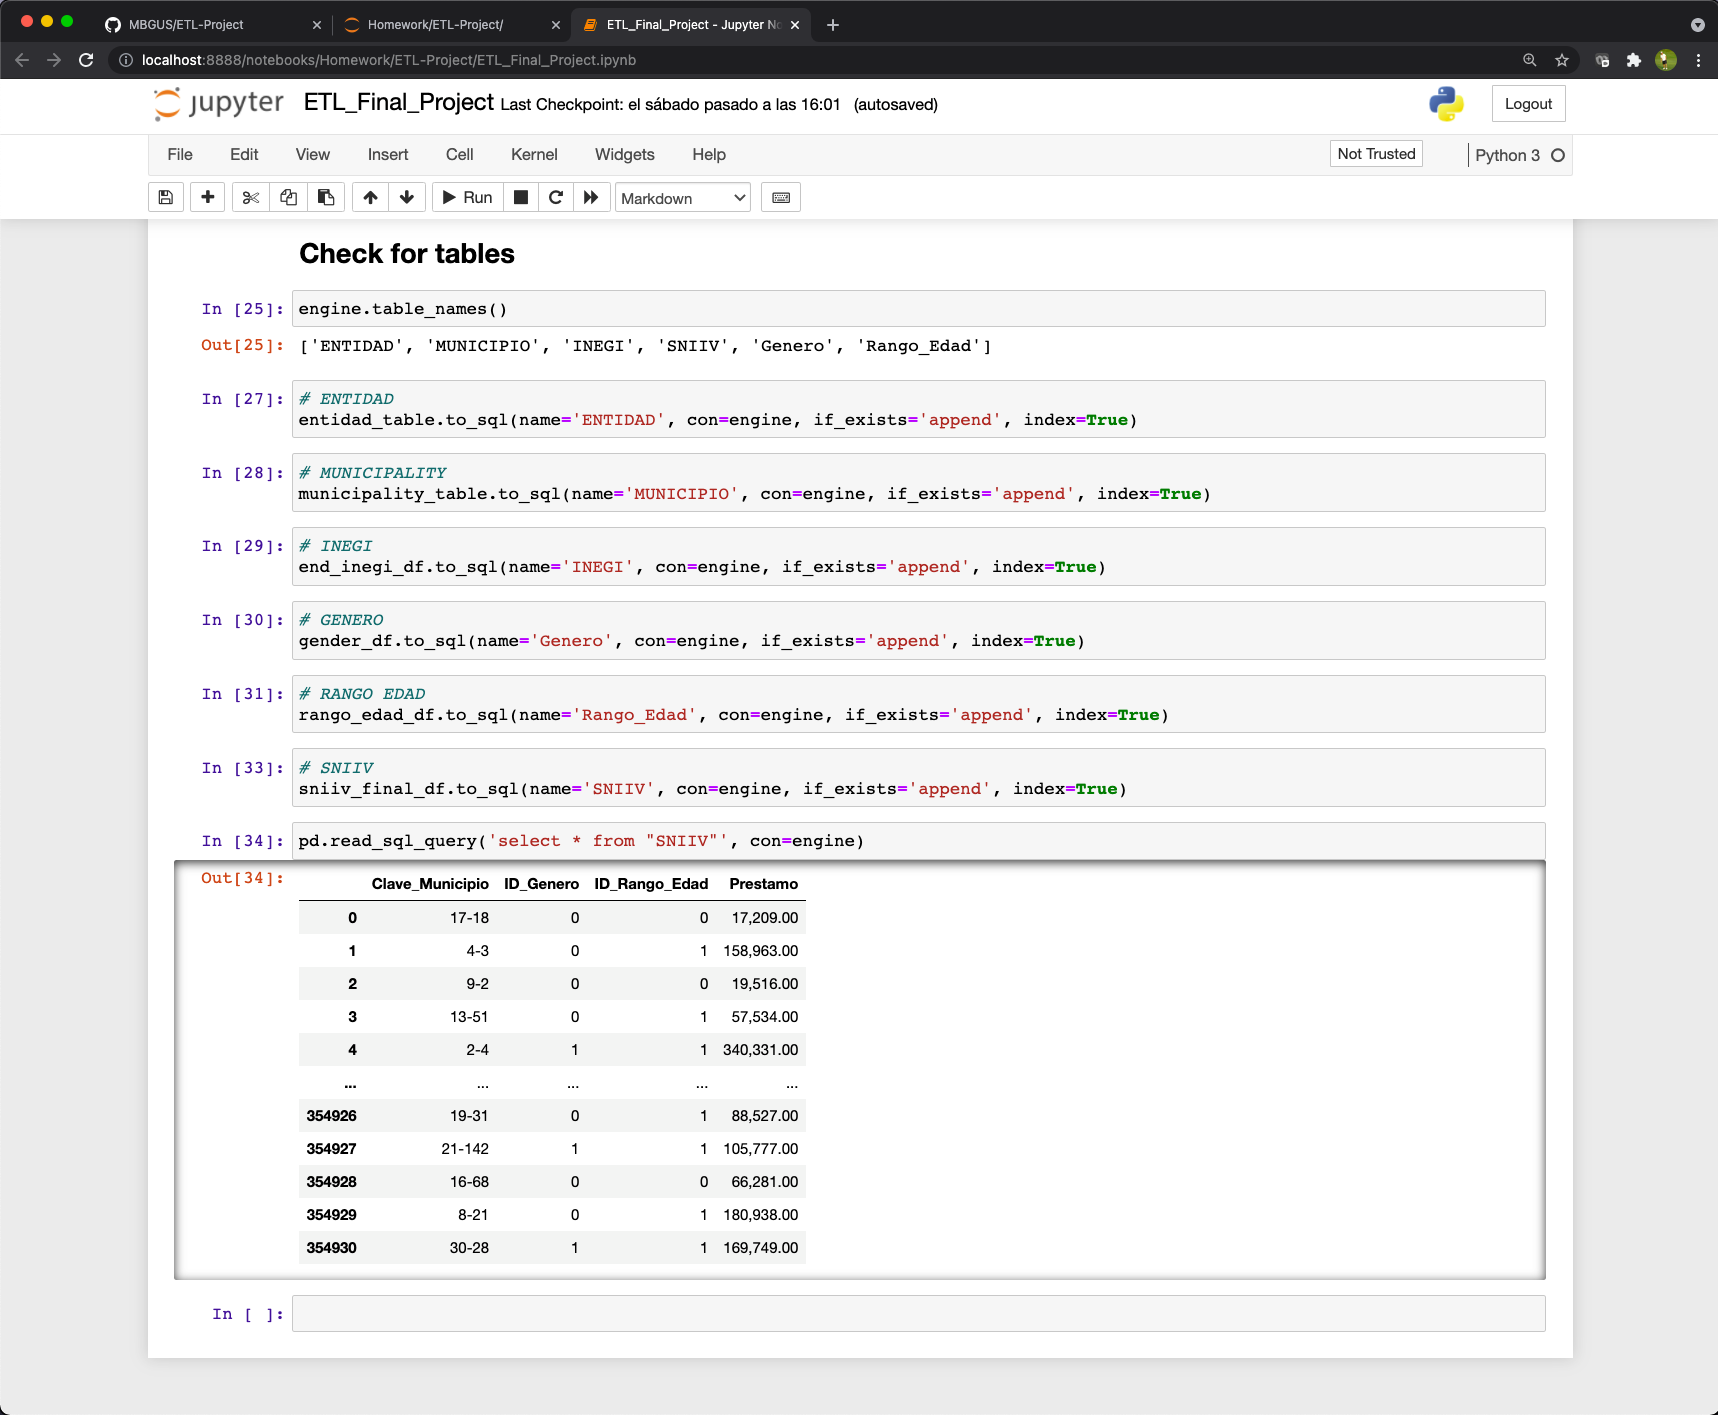 MBGUS/ETL-Project
Homework/ETL-Project/
ETL_Final_Project - Jupyter No
localhost:8888/notebooks/Homework/ETL-Project/ETL_Final_Project.ipynb
jupyter ETL_Final_Project Last Checkpoint: el sábado pasado a las 16:01 (autosaved)
Logout
File Edit View Insert Cell Kernel Widgets Help
Not Trusted
Python 3
Run
Markdown
Check for tables
In [25]: engine.table_names()
Out[25]: ['ENTIDAD', 'MUNICIPIO', 'INEGI', 'SNIIV', 'Genero', 'Rango_Edad']
In [27]: # ENTIDAD
entidad_table.to_sql(name='ENTIDAD', con=engine, if_exists='append', index=True)
In [28]: # MUNICIPALITY
municipality_table.to_sql(name='MUNICIPIO', con=engine, if_exists='append', index=True)
In [29]: # INEGI
end_inegi_df.to_sql(name='INEGI', con=engine, if_exists='append', index=True)
In [30]: # GENERO
gender_df.to_sql(name='Genero', con=engine, if_exists='append', index=True)
In [31]: # RANGO EDAD
rango_edad_df.to_sql(name='Rango_Edad', con=engine, if_exists='append', index=True)
In [33]: # SNIIV
sniiv_final_df.to_sql(name='SNIIV', con=engine, if_exists='append', index=True)
In [34]: pd.read_sql_query('select * from "SNIIV"', con=engine)
Out[34]:
Clave_Municipio ID_Genero ID_Rango_Edad Prestamo
0 17-18 0 0 17,209.00
1 4-3 0 1 158,963.00
2 9-2 0 0 19,516.00
3 13-51 0 1 57,534.00
4 2-4 1 1 340,331.00
... ... ... ... ...
354926 19-31 0 1 88,527.00
354927 21-142 1 1 105,777.00
354928 16-68 0 0 66,281.00
354929 8-21 0 1 180,938.00
354930 30-28 1 1 169,749.00
In [ ]: